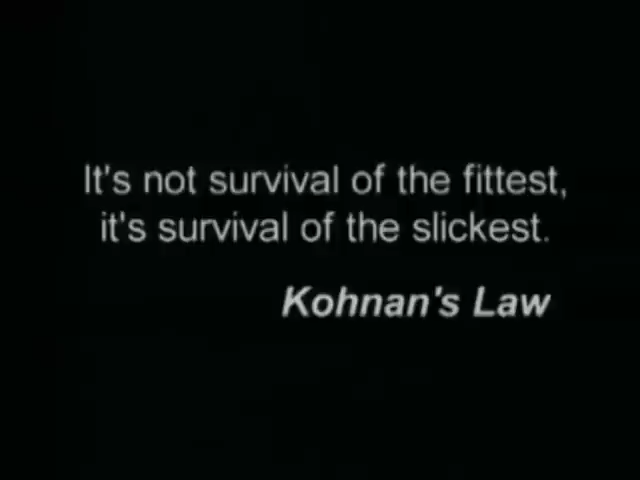 It's not survival of the fittest,
it's survival of the slickest.
Kohnan's Law